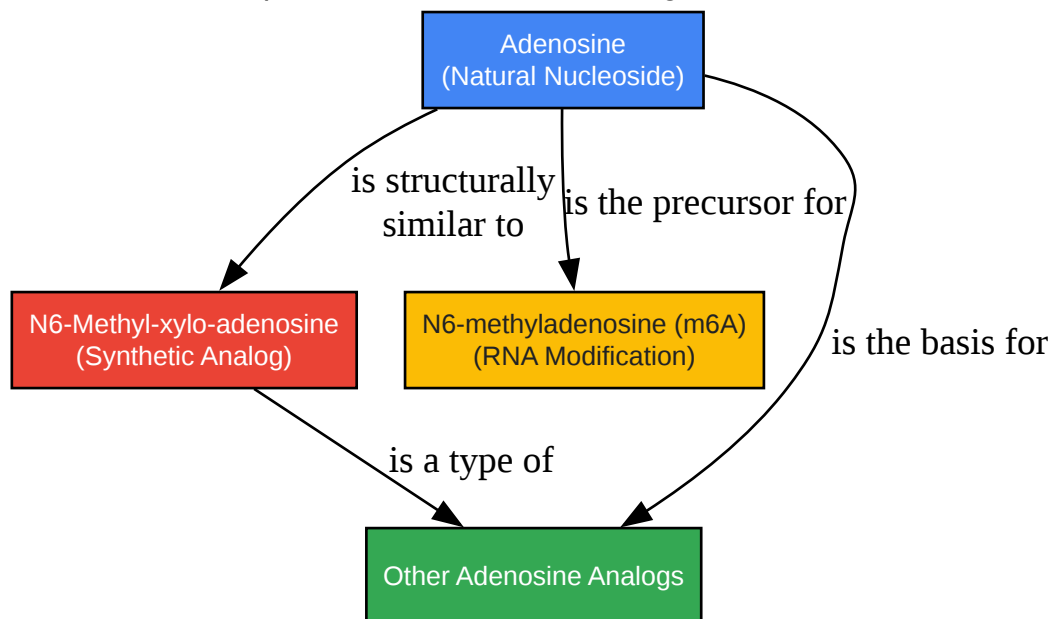 Adenosine
(Natural Nucleoside)
is structurally
similar to
is the precursor for
N6-Methyl-xylo-adenosine
(Synthetic Analog)
N6-methyladenosine (m6A)
(RNA Modification)
is the basis for
is a type of
Other Adenosine Analogs